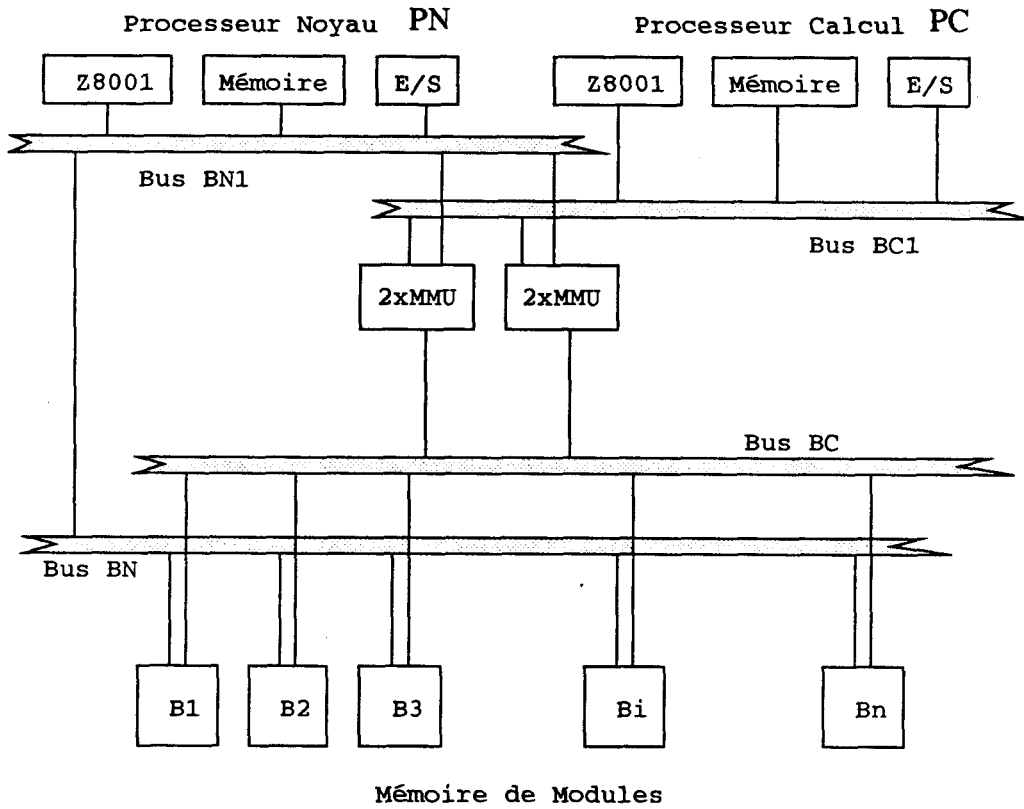 Processeur Noyau PN
Processeur Calcul PC
Z8001 Mémoire E/S
Z8001 Mémoire E/S
Bus BN1
Bus BC1
2xMMU 2xMMU
Bus BC
Bus BN
B1 B2 B3 Bi Bn
Mémoire de Modules